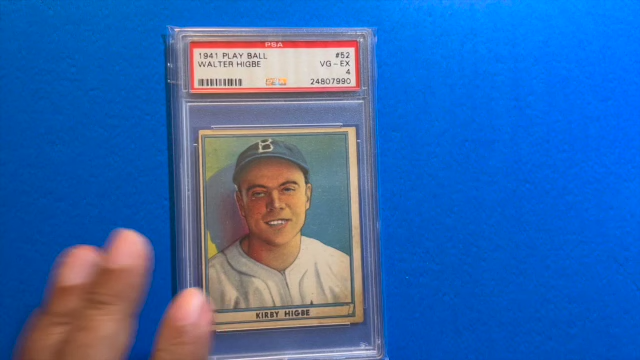 PSA
1941 PLAY BALL #52
WALTER HIGBE VG - EX
4
24807990
B
KIRBY HIGBE